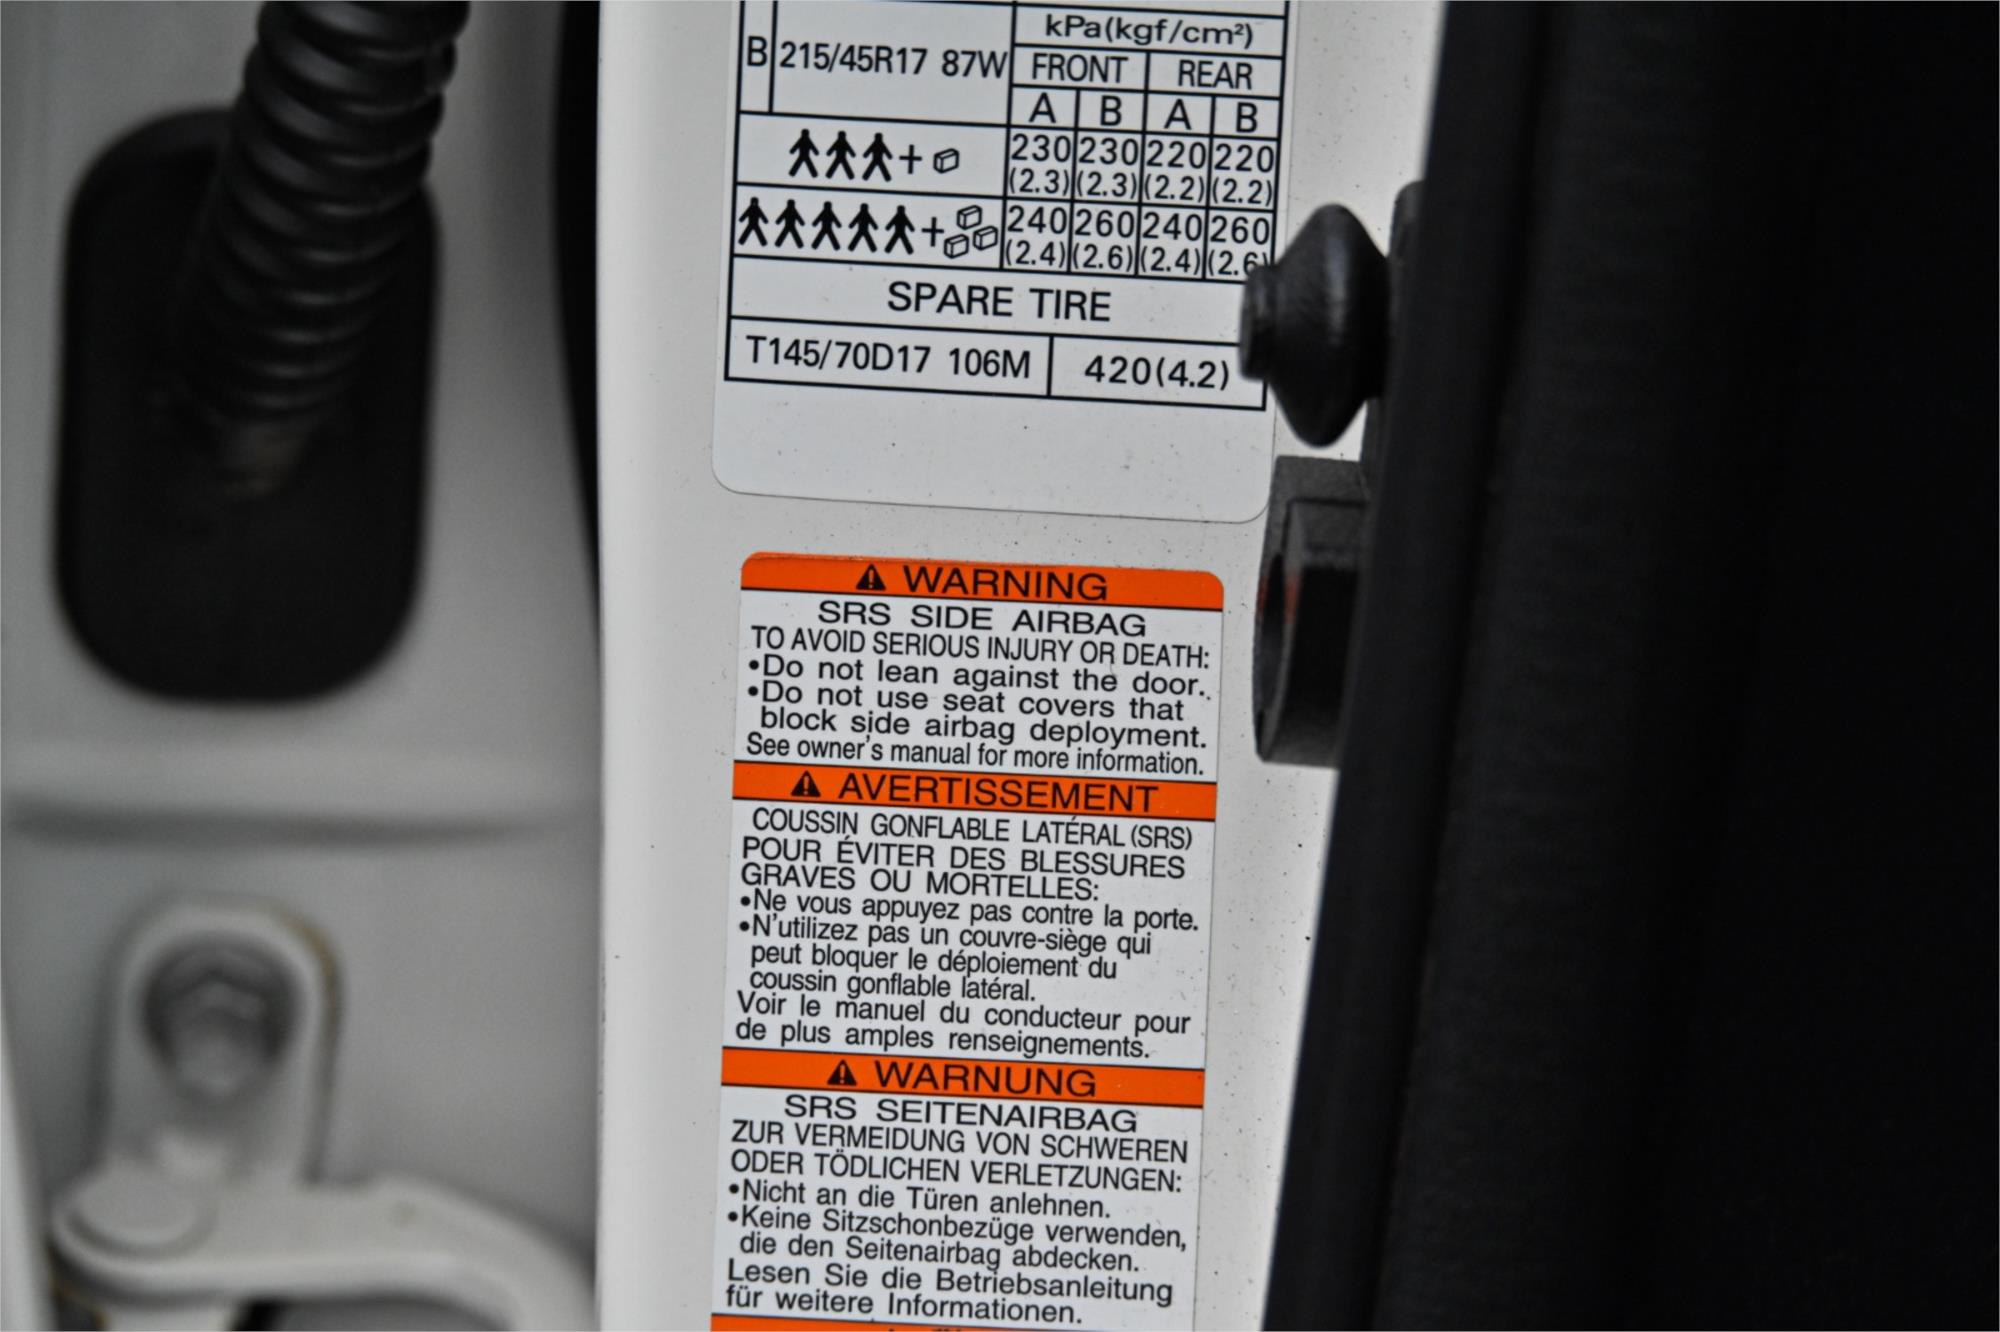 kPa(kgf/cm²)
B 215/45R17 87W FRONT REAR
A B A B
+ 230 230 220 220
(2.3) (2.3) (2.2) (2.2)
+ 240 260 240 260
(2.4) (2.6) (2.4) (2.6)
SPARE TIRE
T145/70D17 106M 420(4.2)
WARNING
SRS SIDE AIRBAG
TO AVOID SERIOUS INJURY OR DEATH:
•Do not lean against the door.
•Do not use seat covers that
block side airbag deployment.
See owner's manual for more information.
AVERTISSEMENT
COUSSIN GONFLABLE LATÉRAL (SRS)
POUR ÉVITER DES BLESSURES
GRAVES OU MORTELLES:
•Ne vous appuyez pas contre la porte.
•N'utilizez pas un couvre-siège qui
peut bloquer le déploiement du
coussin gonflable latéral.
Voir le manuel du conducteur pour
de plus amples renseignements.
WARNUNG
SRS SEITENAIRBAG
ZUR VERMEIDUNG VON SCHWEREN
ODER TÖDLICHEN VERLETZUNGEN:
•Nicht an die Türen anlehnen.
•Keine Sitzschonbezüge verwenden,
die den Seitenairbag abdecken.
Lesen Sie die Betriebsanleitung
für weitere Informationen.